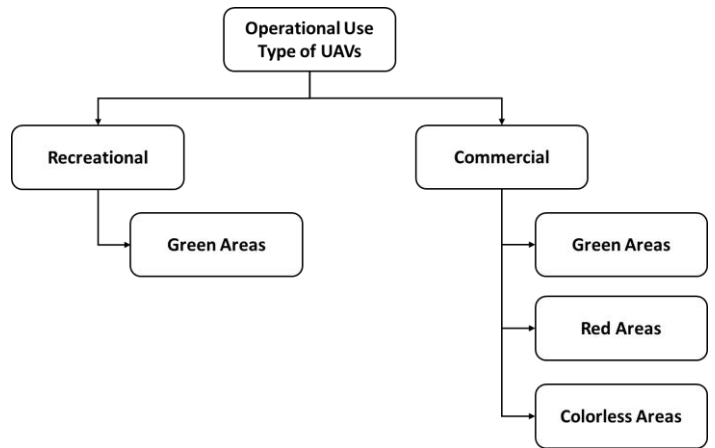 Operational Use
Type of UAVs
Recreational
Commercial
Green Areas
Green Areas
Red Areas
Colorless Areas